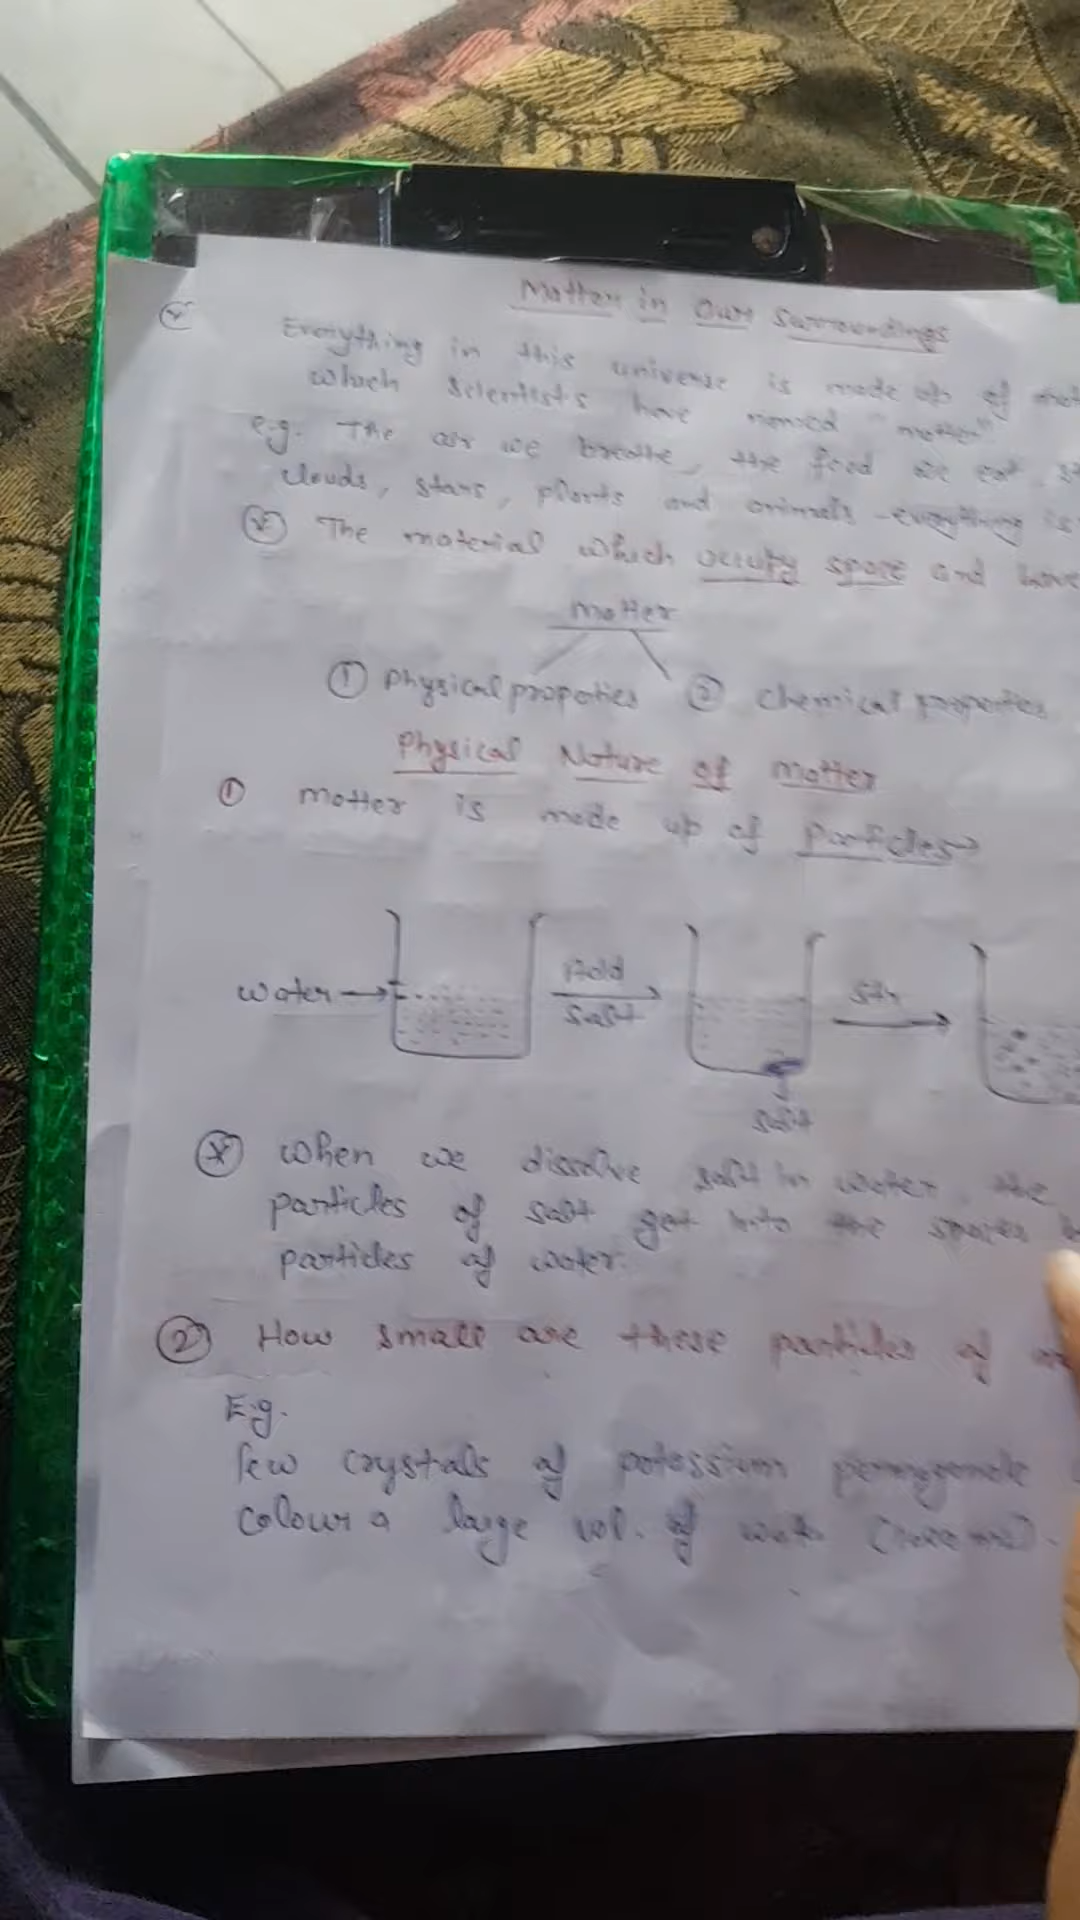 Matter in Our Surroundings
Everything in this universe is made up of
which scientists have named "matter"
e.g. The air we breathe, the food we eat,
clouds, stars, plants and animals - everything is
The material which occupy space and have
Matter
① Physical propoties ② Chemical properties
Physical Nature of Matter
① Matter is made up of Particles→
Water→
Add
Salt
Stir
Salt
When we dissolve salt in water, the
particles of salt get into the spaces
particles of water.
② How small are these particles of
E.g.
few crystals of potassium
colour a large vol. of